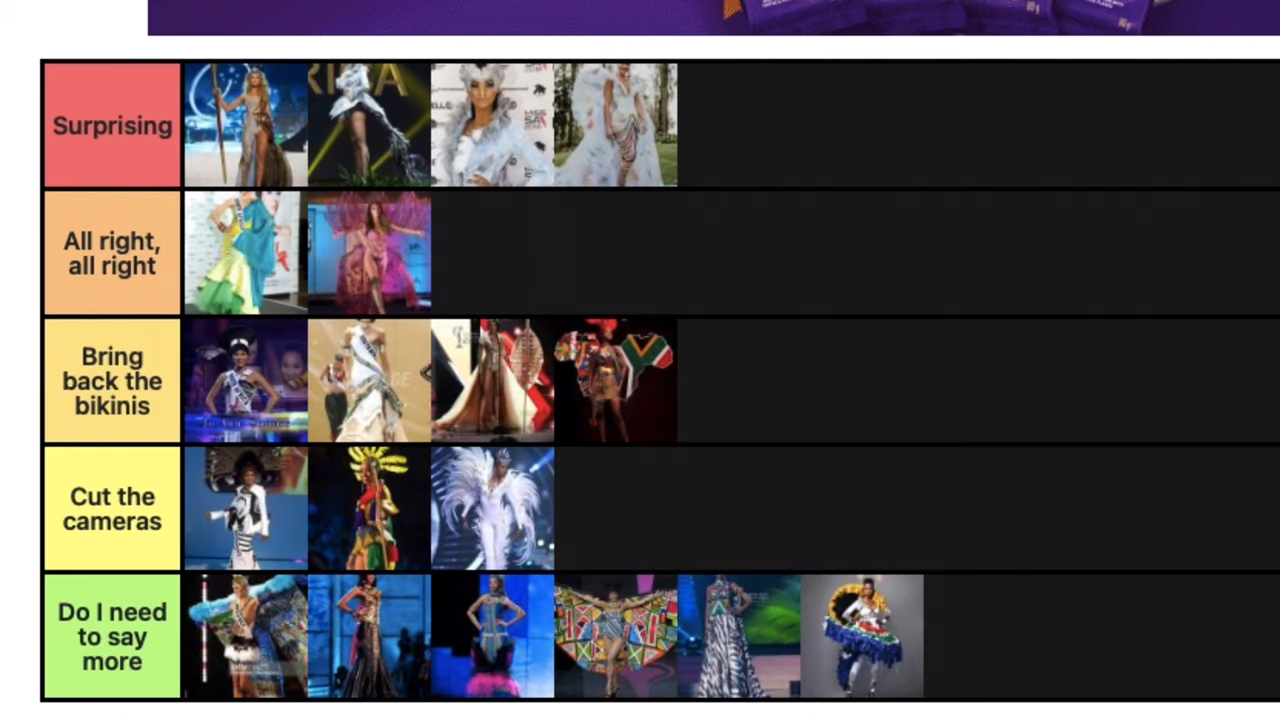 Surprising
All right,
all right
Bring
back the
bikinis
Cut the
cameras
Do I need
to say
more